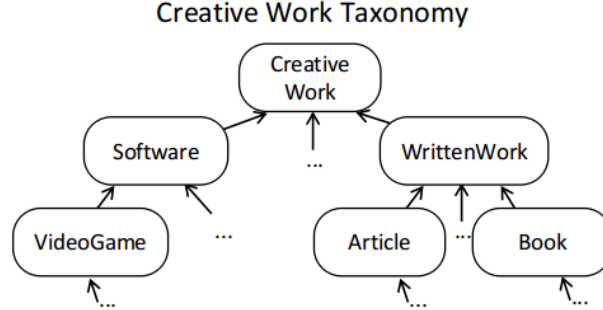 Creative Work Taxonomy
Creative
Work
Software
...
WrittenWork
VideoGame
...
Article
...
Book
...
...
...